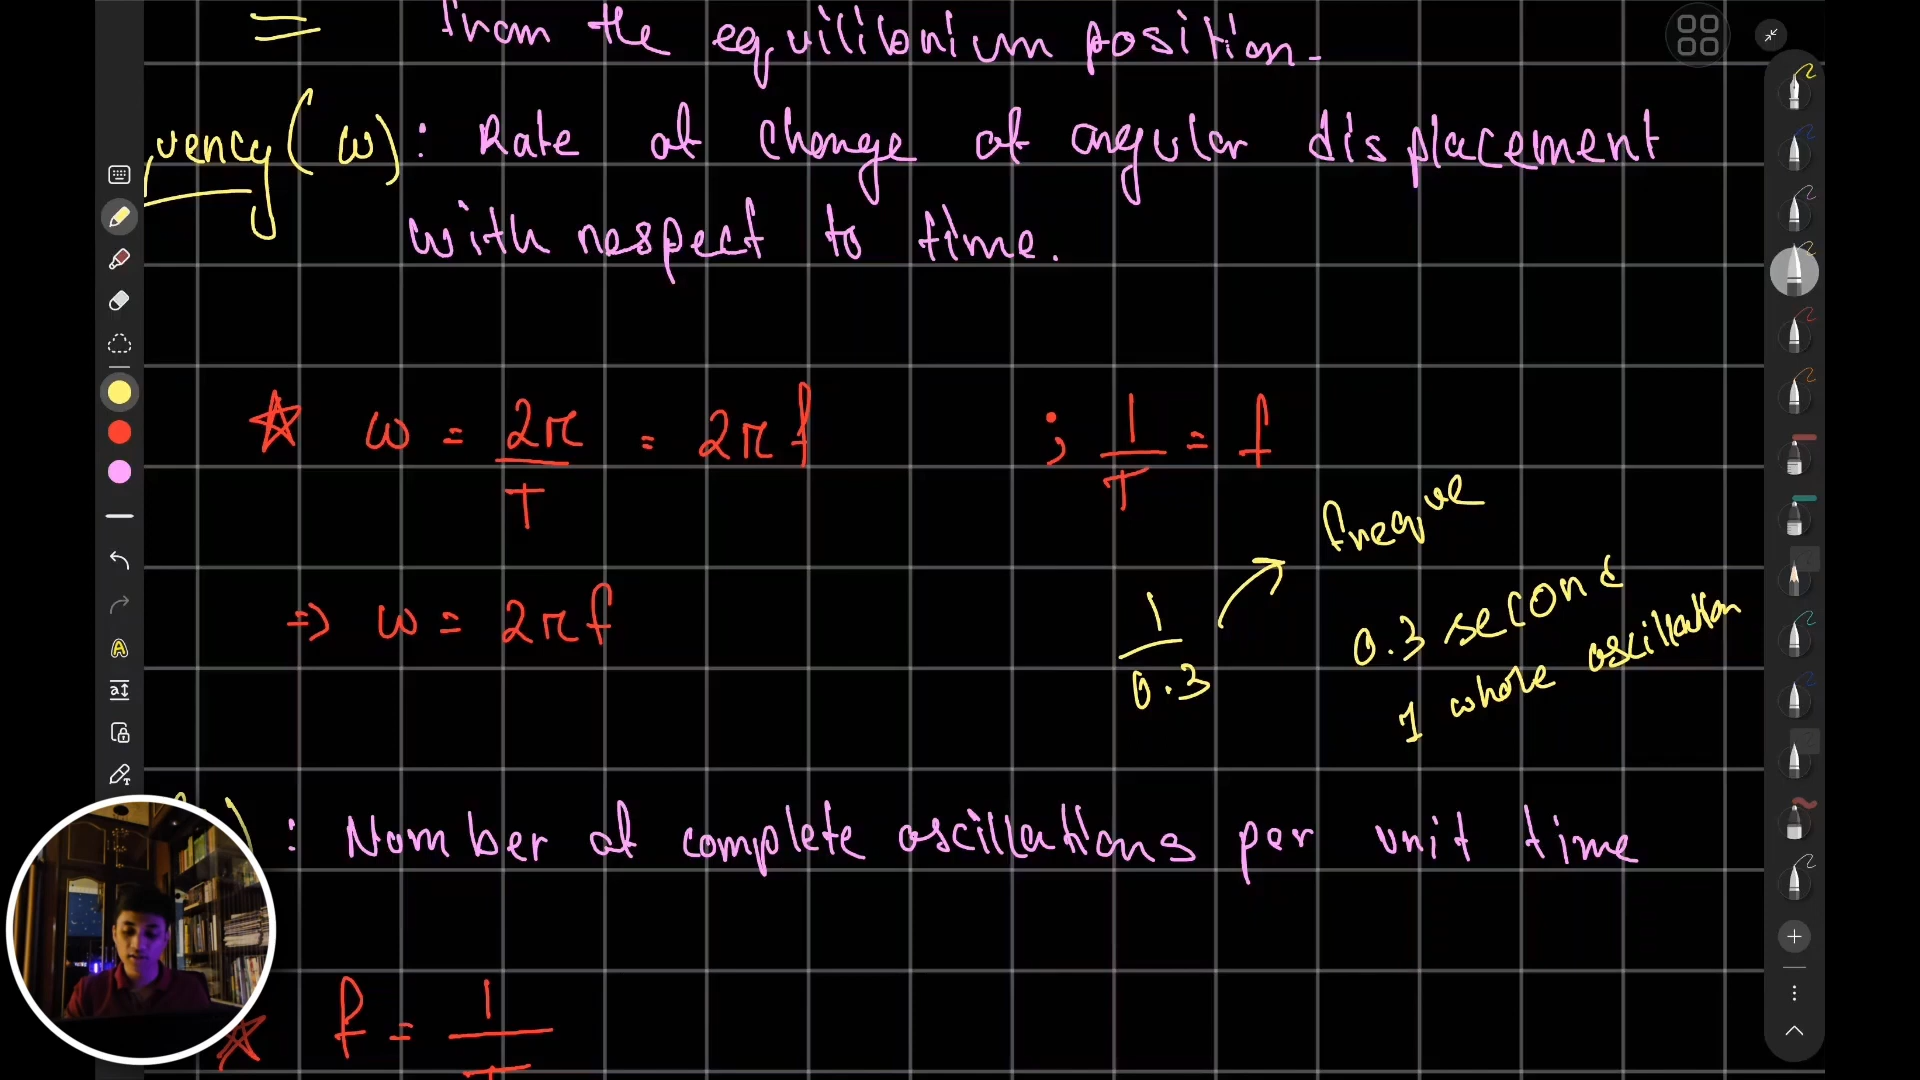 from the equilibrium position.
uency (ω) : Rate of change of angular displacement
with respect to time.
☆ ω = 2π/T = 2πf ; 1/T = f
freque
⇒ ω = 2πf
1/0.3
0.3 second
1 whole oscillation
: Number of complete oscillations per unit time
☆ f = 1/T